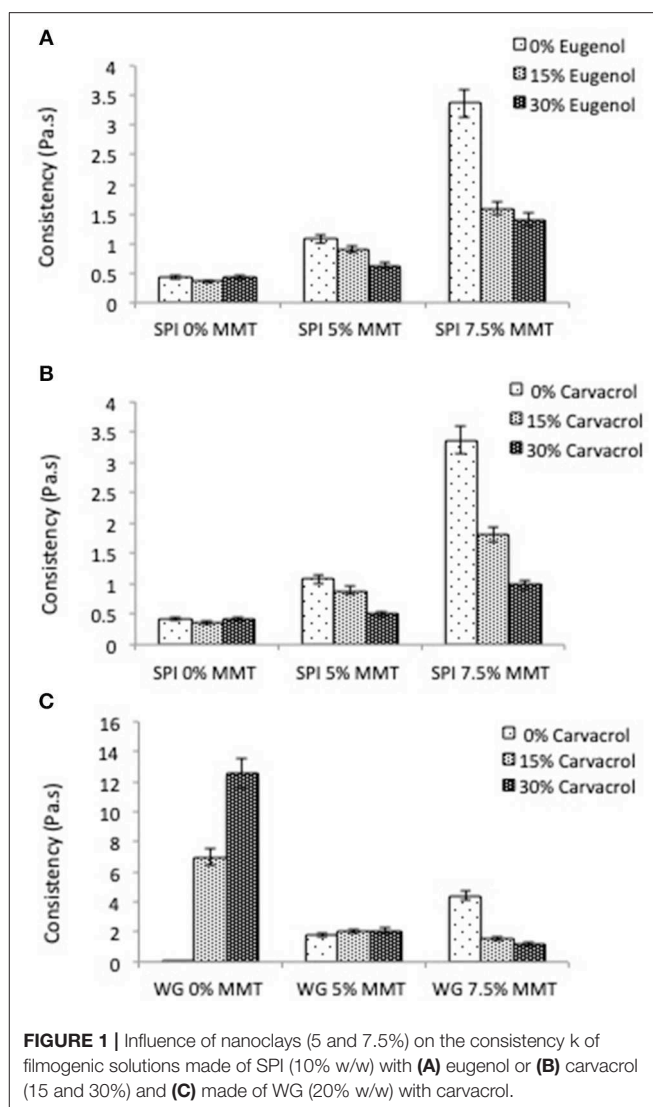 A
0% Eugenol
15% Eugenol
30% Eugenol
Consistency (Pa.s)
4
3.5
3
2.5
2
1.5
1
0.5
0
SPI 0% MMT SPI 5% MMT SPI 7.5% MMT
B
0% Carvacrol
15% Carvacrol
30% Carvacrol
Consistency (Pa.s)
4
3.5
3
2.5
2
1.5
1
0.5
0
SPI 0% MMT SPI 5% MMT SPI 7.5% MMT
C
0% Carvacrol
15% Carvacrol
30% Carvacrol
Consistency (Pa.s)
16
14
12
10
8
6
4
2
0
WG 0% MMT WG 5% MMT WG 7.5% MMT
FIGURE 1 | Influence of nanoclays (5 and 7.5%) on the consistency k of
filmogenic solutions made of SPI (10% w/w) with (A) eugenol or (B) carvacrol
(15 and 30%) and (C) made of WG (20% w/w) with carvacrol.